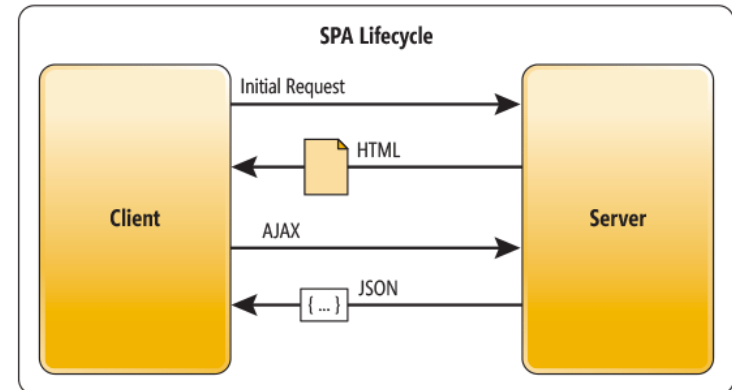 SPA Lifecycle
Initial Request
HTML
Client
Server
AJAX
JSON
{ ... }